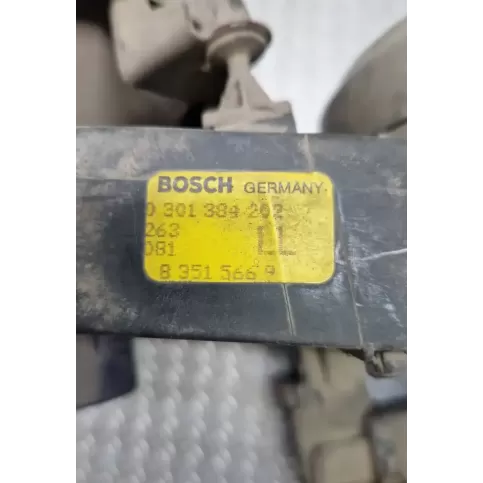 BOSCH GERMANY
0 301 384 202
263 LL
081
8 351 566 9